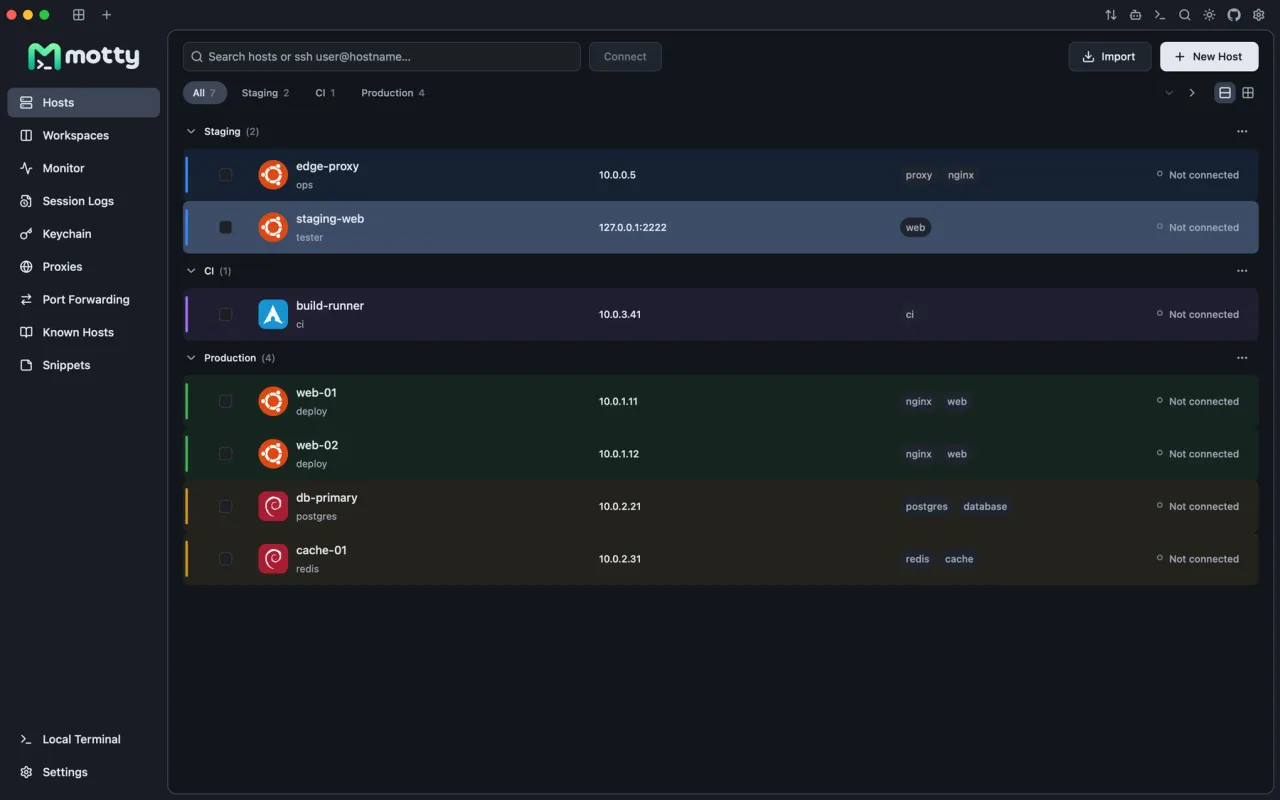 motty
Hosts
Workspaces
Monitor
Session Logs
Keychain
Proxies
Port Forwarding
Known Hosts
Snippets
Local Terminal
Settings
Search hosts or ssh user@hostname...
Connect
Import
New Host
All 7
Staging 2
CI 1
Production 4
Staging (2)
edge-proxy
ops
10.0.0.5
proxy nginx
Not connected
staging-web
tester
127.0.0.1:2222
web
Not connected
CI (1)
build-runner
ci
10.0.3.41
ci
Not connected
Production (4)
web-01
deploy
10.0.1.11
nginx web
Not connected
web-02
deploy
10.0.1.12
nginx web
Not connected
db-primary
postgres
10.0.2.21
postgres database
Not connected
cache-01
redis
10.0.2.31
redis cache
Not connected